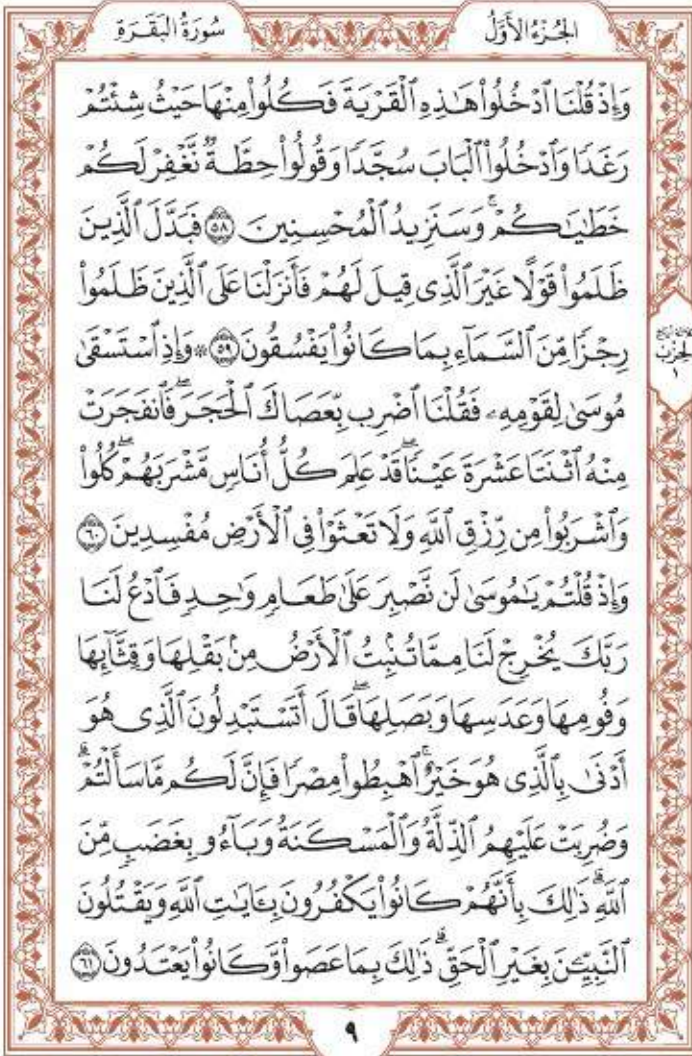 الجُزْءُ الأَوَّلُ
سُورَةُ البَقَرَةِ
وَإِذْ قُلْنَا ٱدْخُلُوا۟ هَٰذِهِ ٱلْقَرْيَةَ فَكُلُوا۟ مِنْهَا حَيْثُ شِئْتُمْ
رَغَدًا وَٱدْخُلُوا۟ ٱلْبَابَ سُجَّدًا وَقُولُوا۟ حِطَّةٌ نَّغْفِرْ لَكُمْ
خَطَٰيَٰكُمْ ۚ وَسَنَزِيدُ ٱلْمُحْسِنِينَ ۝٥٨ فَبَدَّلَ ٱلَّذِينَ
ظَلَمُوا۟ قَوْلًا غَيْرَ ٱلَّذِى قِيلَ لَهُمْ فَأَنزَلْنَا عَلَى ٱلَّذِينَ ظَلَمُوا۟
رِجْزًا مِّنَ ٱلسَّمَآءِ بِمَا كَانُوا۟ يَفْسُقُونَ ۝٥٩ ۞ وَإِذِ ٱسْتَسْقَىٰ
مُوسَىٰ لِقَوْمِهِۦ فَقُلْنَا ٱضْرِب بِّعَصَاكَ ٱلْحَجَرَ ۖ فَٱنفَجَرَتْ
مِنْهُ ٱثْنَتَا عَشْرَةَ عَيْنًا ۖ قَدْ عَلِمَ كُلُّ أُنَاسٍ مَّشْرَبَهُمْ ۖ كُلُوا۟
وَٱشْرَبُوا۟ مِن رِّزْقِ ٱللَّهِ وَلَا تَعْثَوْا۟ فِى ٱلْأَرْضِ مُفْسِدِينَ ۝٦٠
وَإِذْ قُلْتُمْ يَٰمُوسَىٰ لَن نَّصْبِرَ عَلَىٰ طَعَامٍ وَٰحِدٍ فَٱدْعُ لَنَا
رَبَّكَ يُخْرِجْ لَنَا مِمَّا تُنۢبِتُ ٱلْأَرْضُ مِنۢ بَقْلِهَا وَقِثَّآئِهَا
وَفُومِهَا وَعَدَسِهَا وَبَصَلِهَا ۖ قَالَ أَتَسْتَبْدِلُونَ ٱلَّذِى هُوَ
أَدْنَىٰ بِٱلَّذِى هُوَ خَيْرٌ ۚ ٱهْبِطُوا۟ مِصْرًا فَإِنَّ لَكُم مَّا سَأَلْتُمْ ۗ
وَضُرِبَتْ عَلَيْهِمُ ٱلذِّلَّةُ وَٱلْمَسْكَنَةُ وَبَآءُو بِغَضَبٍ مِّنَ
ٱللَّهِ ۗ ذَٰلِكَ بِأَنَّهُمْ كَانُوا۟ يَكْفُرُونَ بِـَٔايَٰتِ ٱللَّهِ وَيَقْتُلُونَ
ٱلنَّبِيِّـۧنَ بِغَيْرِ ٱلْحَقِّ ۗ ذَٰلِكَ بِمَا عَصَوا۟ وَّكَانُوا۟ يَعْتَدُونَ ۝٦١
الحِزْبُ
١
٩